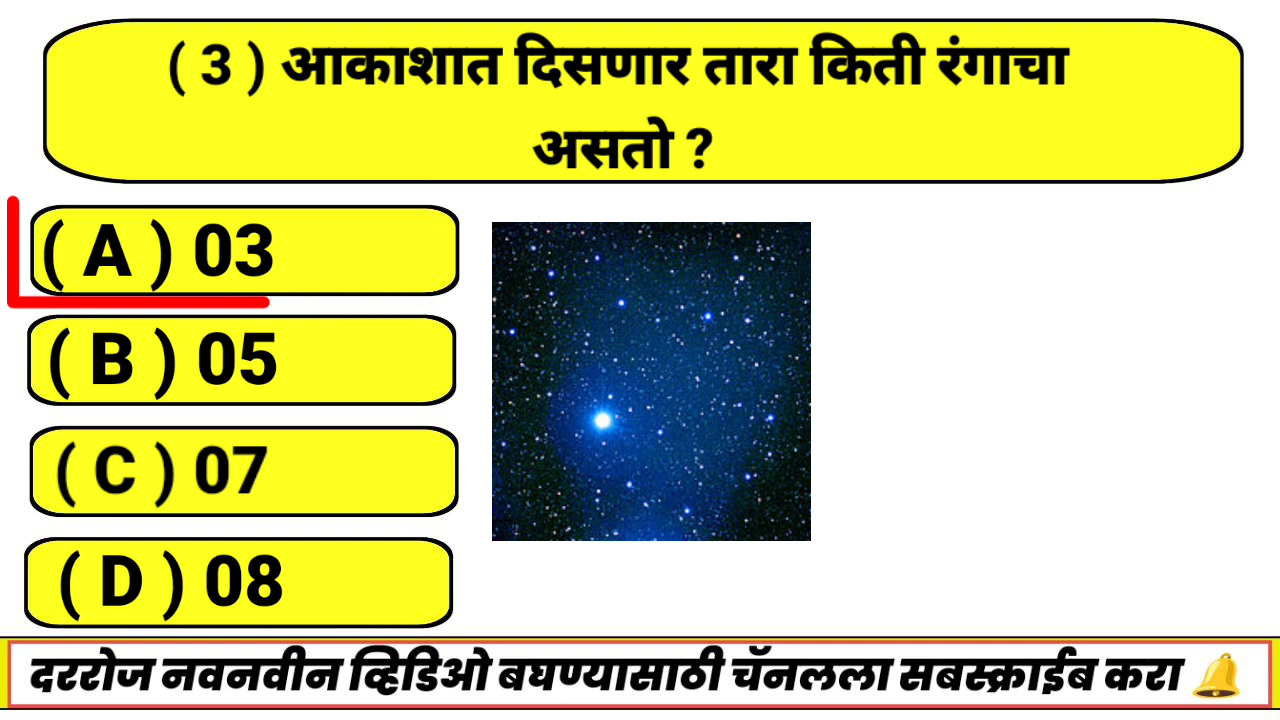 ( 3 ) आकाशात दिसणार तारा किती रंगाचा
असतो ?
( A ) 03
( B ) 05
( C ) 07
( D ) 08
दररोज नवनवीन व्हिडिओ बघण्यासाठी चॅनलला सबस्क्राईब करा 🔔